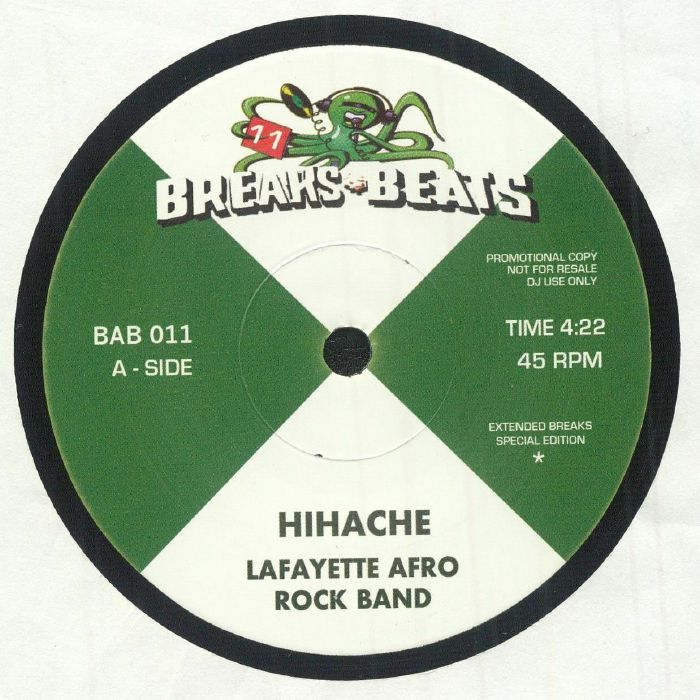 11
BREAKS & BEATS
PROMOTIONAL COPY
NOT FOR RESALE
DJ USE ONLY
BAB 011
A - SIDE
TIME 4:22
45 RPM
EXTENDED BREAKS
SPECIAL EDITION
*
HIHACHE
LAFAYETTE AFRO
ROCK BAND